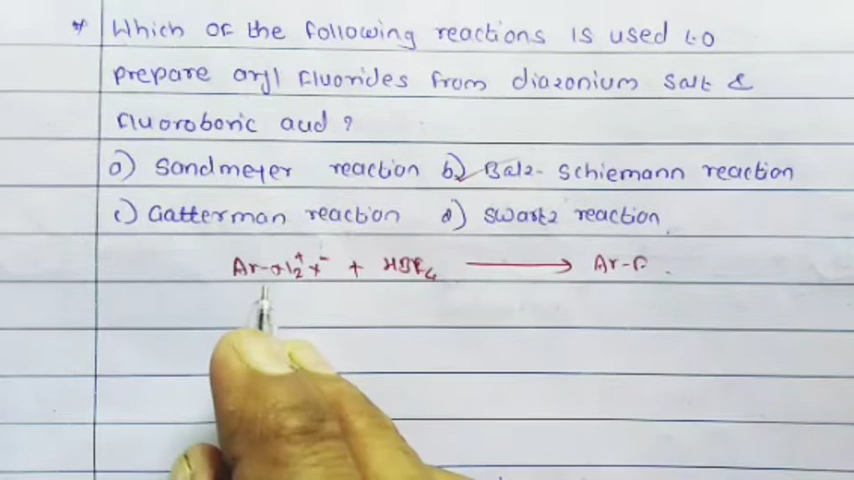 * Which of the following reactions is used to
prepare aryl fluorides from diazonium salt &
fluoroboric acid ?
a) Sandmeyer reaction b) Balz- Schiemann reaction
c) Gatterman reaction d) Swartz reaction.
Ar-N₂⁺X⁻ + HBF₄ ⟶ Ar-F.